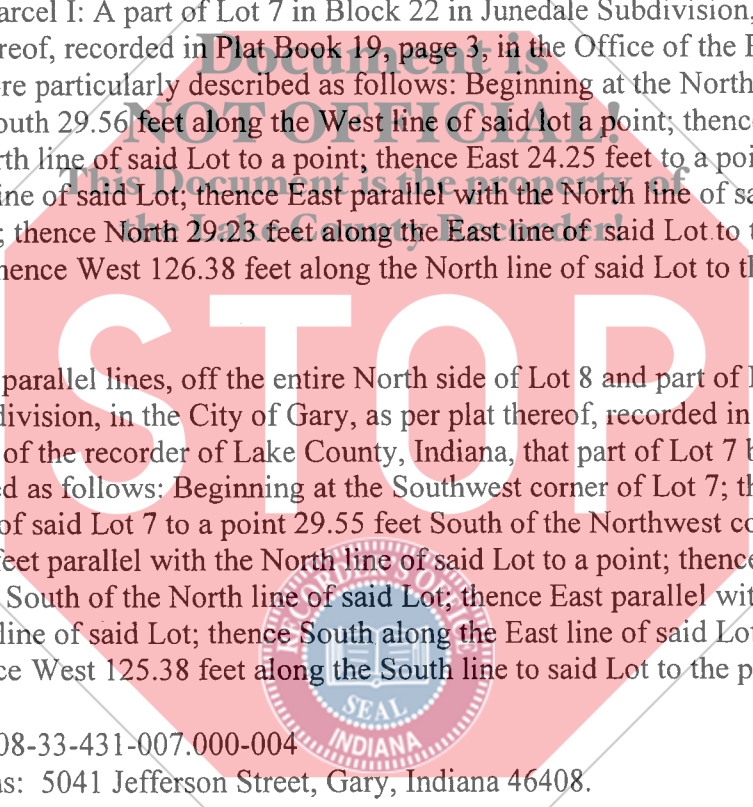 arcel I: A part of Lot 7 in Block 22 in Junedale Subdivision,
ereof, recorded in Plat Book 19, page 3, in the Office of the
Document is
re particularly described as follows: Beginning at the North
outh 29.56 feet along the West line of said lot a point; thence
NOT OFFICIAL!
rth line of said Lot to a point; thence East 24.25 feet to a poi
This Document is the property of
ine of said Lot; thence East parallel with the North line of sa
; thence North 29.23 feet along the East line of said Lot to t
the Lake County Recorder!
hence West 126.38 feet along the North line of said Lot to th
STOP
parallel lines, off the entire North side of Lot 8 and part of
division, in the City of Gary, as per plat thereof, recorded in
of the recorder of Lake County, Indiana, that part of Lot 7 b
ed as follows: Beginning at the Southwest corner of Lot 7; th
of said Lot 7 to a point 29.55 feet South of the Northwest co
feet parallel with the North line of said Lot to a point; thence
South of the North line of said Lot; thence East parallel wit
line of said Lot; thence South along the East line of said Lo
ce West 125.38 feet along the South line to said Lot to the p
RECORDER'S OFFICE
SEAL
INDIANA
08-33-431-007.000-004
as: 5041 Jefferson Street, Gary, Indiana 46408.